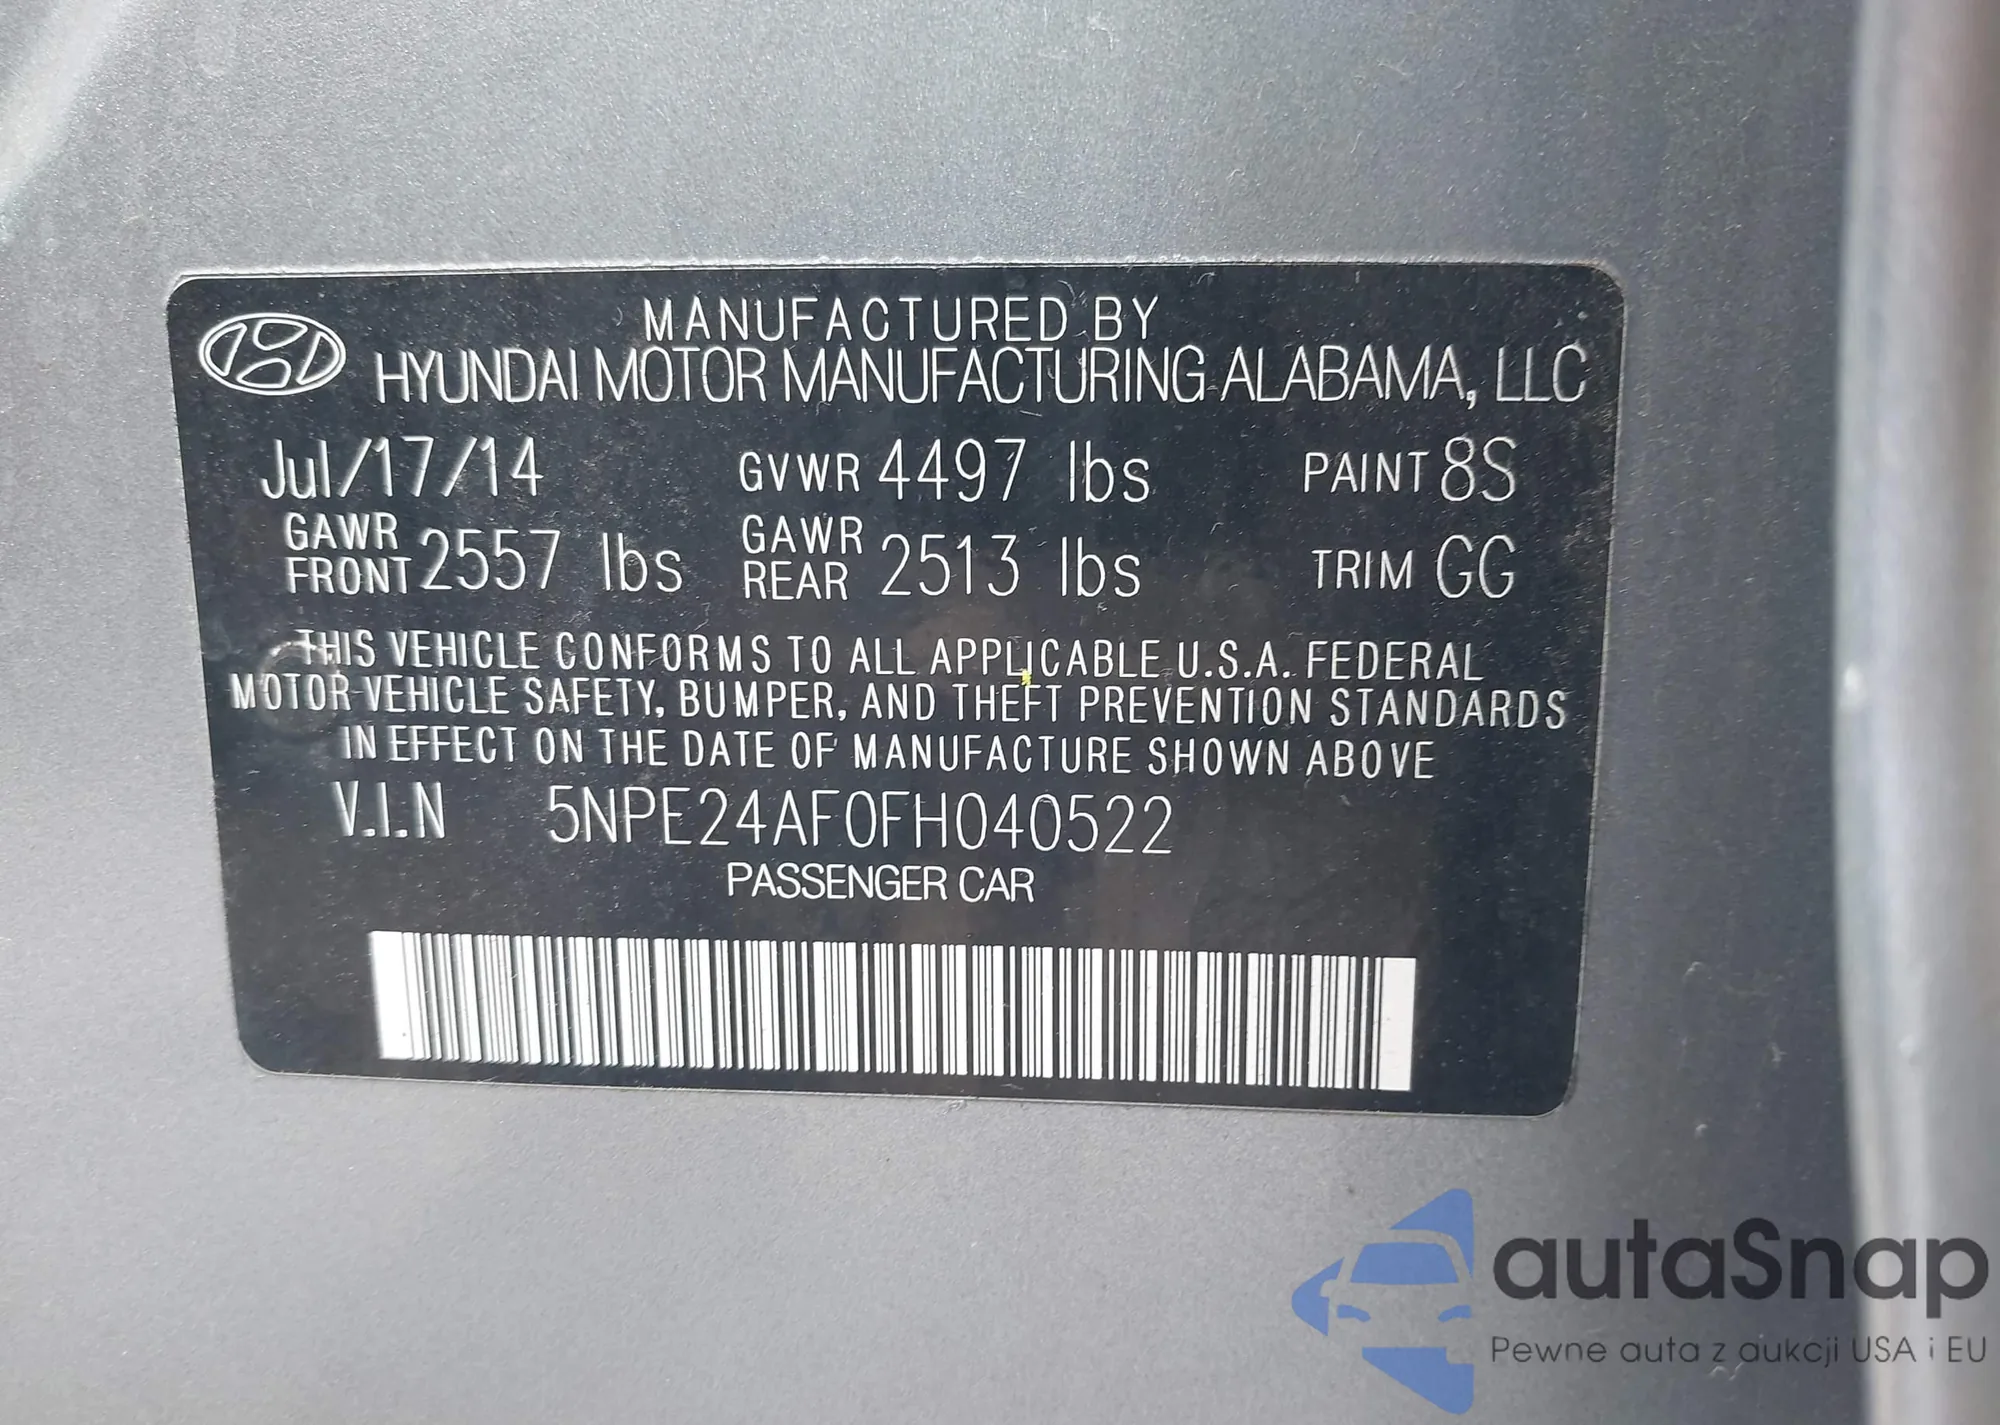 MANUFACTURED BY
HYUNDAI MOTOR MANUFACTURING ALABAMA, LLC
Jul/17/14 GVWR 4497 lbs PAINT 8S
GAWR FRONT 2557 lbs GAWR REAR 2513 lbs TRIM GG
THIS VEHICLE CONFORMS TO ALL APPLICABLE U.S.A. FEDERAL
MOTOR VEHICLE SAFETY, BUMPER, AND THEFT PREVENTION STANDARDS
IN EFFECT ON THE DATE OF MANUFACTURE SHOWN ABOVE
V.I.N 5NPE24AF0FH040522
PASSENGER CAR
autaSnap
Pewne auta z aukcji USA i EU